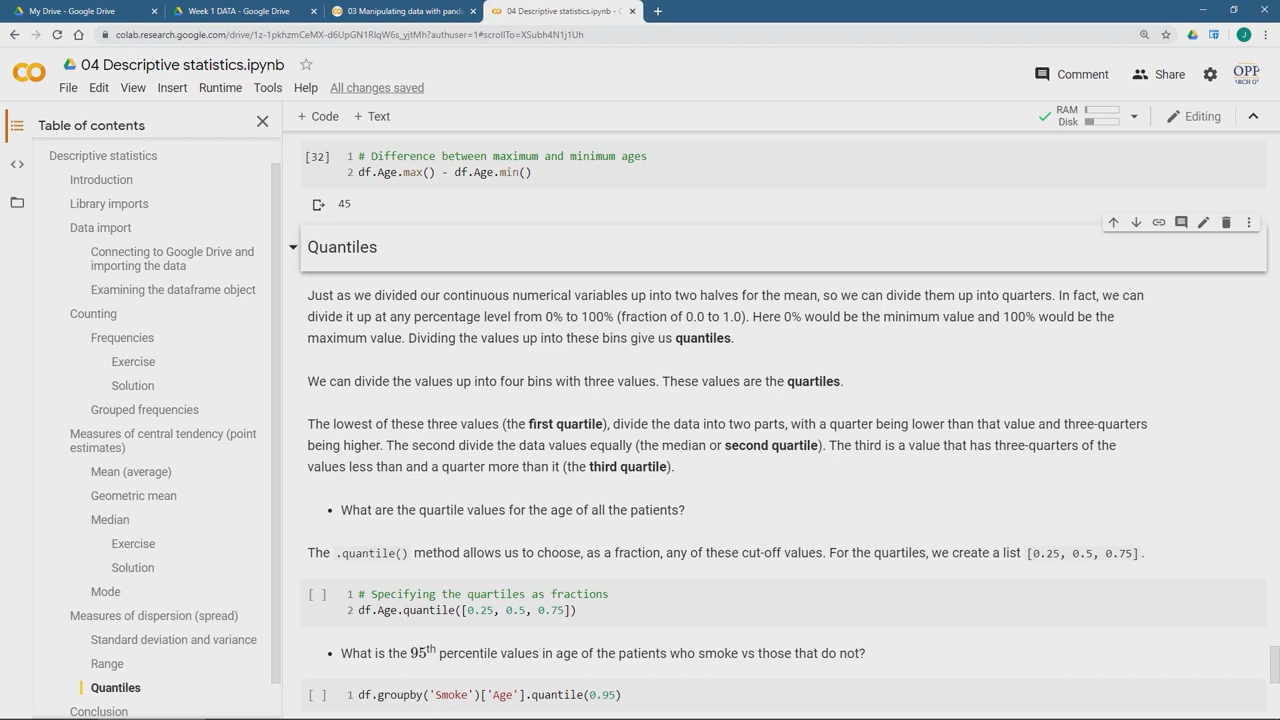 My Drive - Google Drive
Week 1 DATA - Google Drive
03 Manipulating data with panda
04 Descriptive statistics.ipynb - C
colab.research.google.com/drive/1z-1pkhzmCeMX-d6UpGN1RIqW6s_yjtMh?authuser=1#scrollTo=XSubh4N1j1Uh
J
04 Descriptive statistics.ipynb
File Edit View Insert Runtime Tools Help All changes saved
Comment Share
OPP
ARCH G
+ Code + Text
RAM
Disk
Editing
Table of contents
Descriptive statistics
Introduction
Library imports
Data import
Connecting to Google Drive and
importing the data
Examining the dataframe object
Counting
Frequencies
Exercise
Solution
Grouped frequencies
Measures of central tendency (point
estimates)
Mean (average)
Geometric mean
Median
Exercise
Solution
Mode
Measures of dispersion (spread)
Standard deviation and variance
Range
Quantiles
Conclusion
[32] 1 # Difference between maximum and minimum ages
2 df.Age.max() - df.Age.min()
45
Quantiles
Just as we divided our continuous numerical variables up into two halves for the mean, so we can divide them up into quarters. In fact, we can
divide it up at any percentage level from 0% to 100% (fraction of 0.0 to 1.0). Here 0% would be the minimum value and 100% would be the
maximum value. Dividing the values up into these bins give us quantiles.
We can divide the values up into four bins with three values. These values are the quartiles.
The lowest of these three values (the first quartile), divide the data into two parts, with a quarter being lower than that value and three-quarters
being higher. The second divide the data values equally (the median or second quartile). The third is a value that has three-quarters of the
values less than and a quarter more than it (the third quartile).
• What are the quartile values for the age of all the patients?
The .quantile() method allows us to choose, as a fraction, any of these cut-off values. For the quartiles, we create a list [0.25, 0.5, 0.75].
[ ] 1 # Specifying the quartiles as fractions
2 df.Age.quantile([0.25, 0.5, 0.75])
• What is the 95th percentile values in age of the patients who smoke vs those that do not?
[ ] 1 df.groupby('Smoke')['Age'].quantile(0.95)